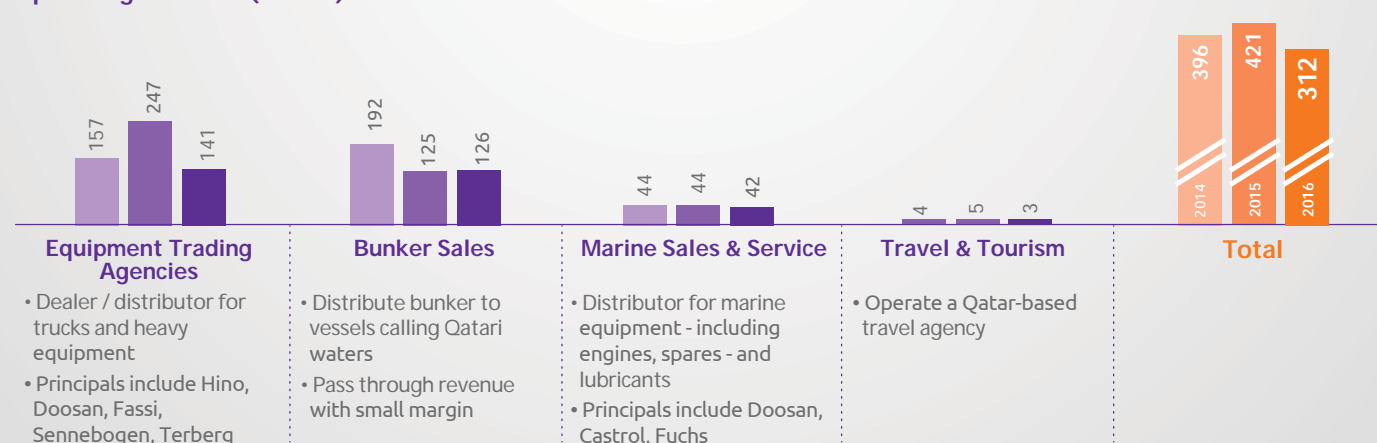 157
247
141
192
125
126
44
44
42
4
5
3
396
421
312
2014
2015
2016
Equipment Trading
Agencies
• Dealer / distributor for
trucks and heavy
equipment
• Principals include Hino,
Doosan, Fassi,
Sennebogen, Terberg
Bunker Sales
• Distribute bunker to
vessels calling Qatari
waters
• Pass through revenue
with small margin
Marine Sales & Service
• Distributor for marine
equipment - including
engines, spares - and
lubricants
• Principals include Doosan,
Castrol, Fuchs
Travel & Tourism
• Operate a Qatar-based
travel agency
Total